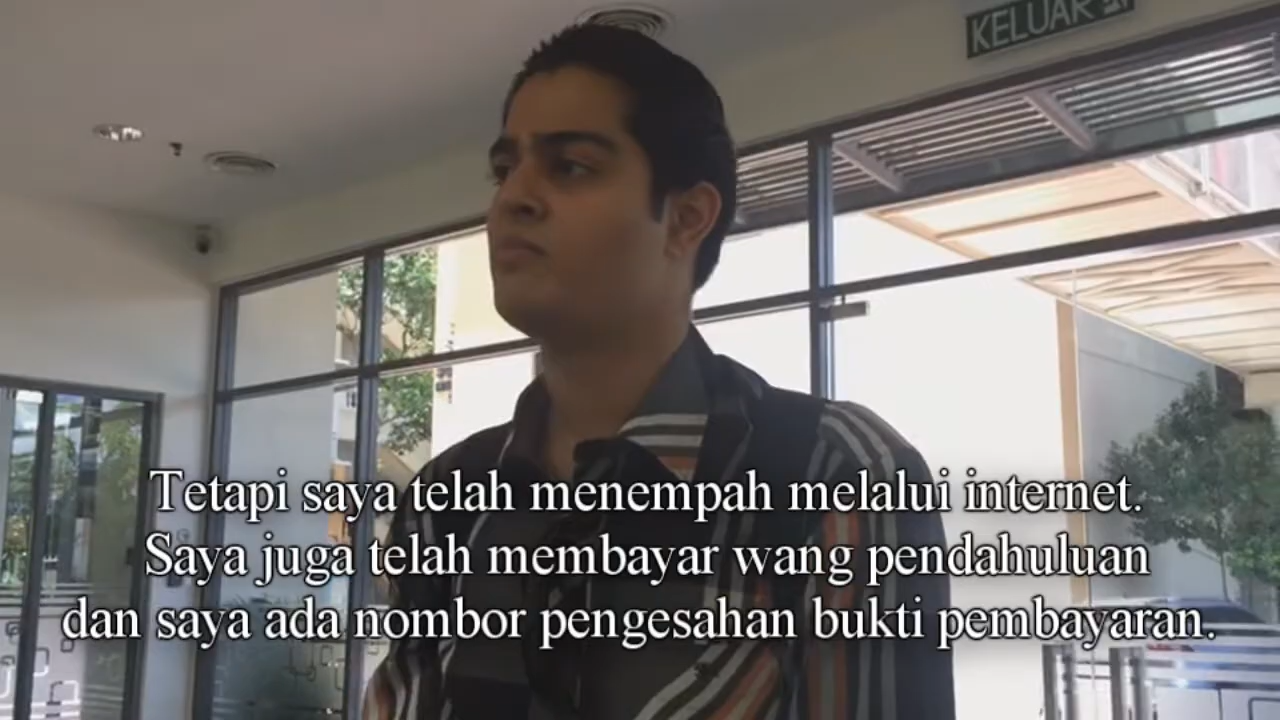 KELUAR
Tetapi saya telah menempah melalui internet.
Saya juga telah membayar wang pendahuluan
dan saya ada nombor pengesahan bukti pembayaran.